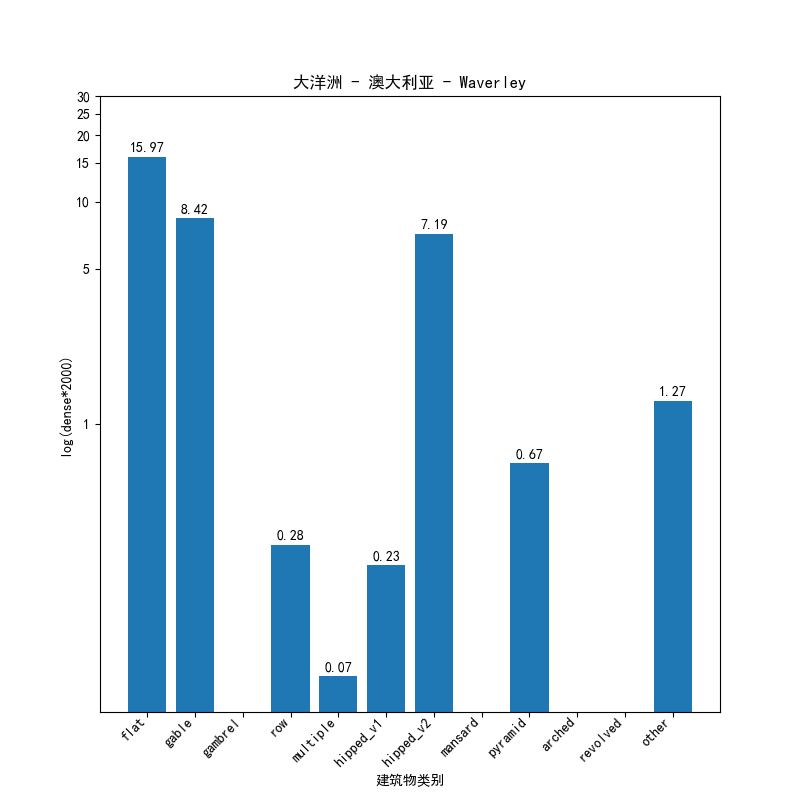 大洋洲 - 澳大利亚 - Waverley
30
25
20
15
10
5
1
log(dense*2000)
15.97
8.42
0.28
0.07
0.23
7.19
0.67
1.27
flat
gable
gambrel
row
multiple
hipped_v1
hipped_v2
mansard
pyramid
arched
revolved
other
建筑物类别